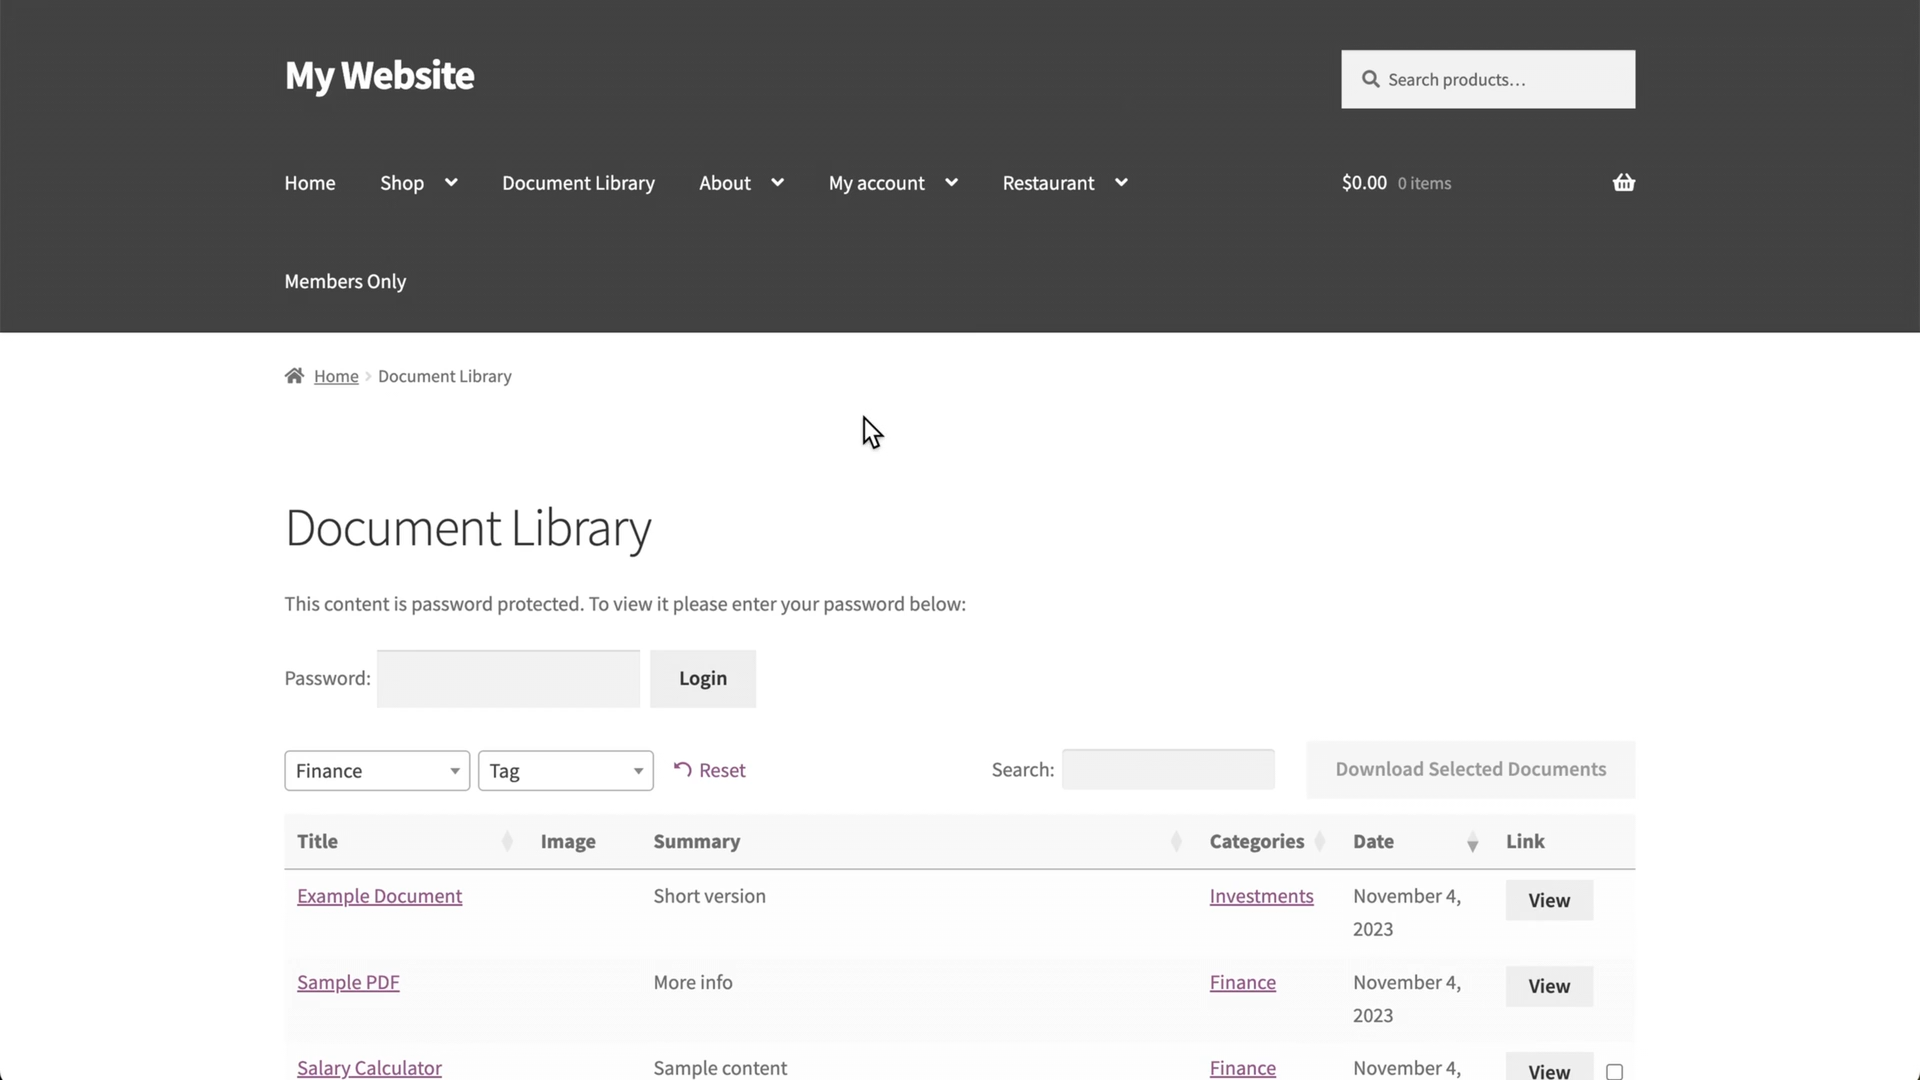 My Website
Search products…
Home Shop Document Library About My account Restaurant
$0.00 0 items
Members Only
Home Document Library
Document Library
This content is password protected. To view it please enter your password below:
Password: Login
Finance Tag Reset Search: Download Selected Documents
Title Image Summary Categories Date Link
Example Document Short version Investments November 4, View
2023
Sample PDF More info Finance November 4, View
2023
Salary Calculator Sample content Finance November 4, View